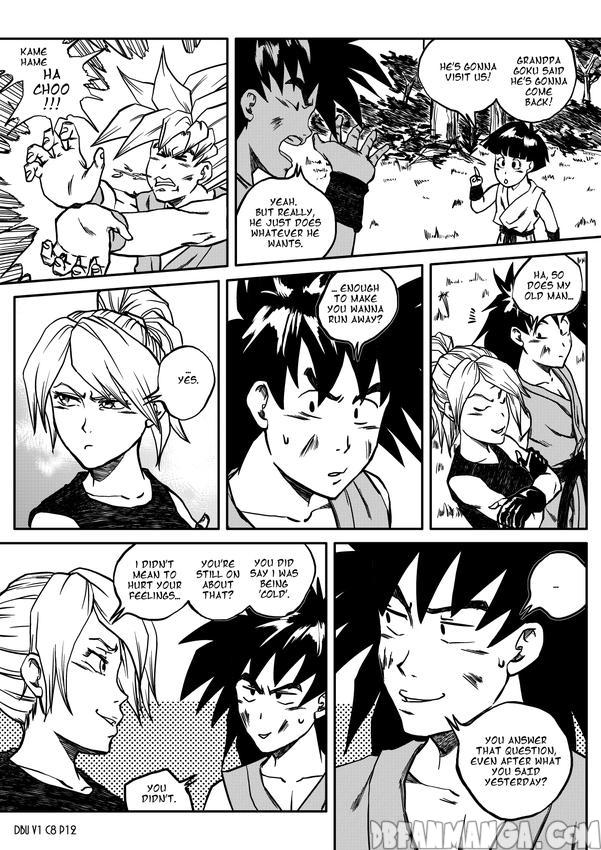 GRANDPA
GOKU SAID
HE'S GONNA
COME
BACK!
HE'S GONNA
VISIT US!
YEAH.
BUT REALLY,
HE JUST DOES
WHATEVER HE
WANTS.
KAME
HAME
HA
CHOO
!!!
HA, SO
DOES MY
OLD MAN...
... ENOUGH
TO MAKE
YOU WANNA
RUN AWAY?
...
YES.
...
YOU ANSWER
THAT QUESTION,
EVEN AFTER WHAT
YOU SAID
YESTERDAY?
YOU DID
SAY I WAS
BEING
'COLD'.
YOU'RE
STILL ON
ABOUT
THAT?
I DIDN'T
MEAN TO
HURT YOUR
FEELINGS...
YOU
DIDN'T.
DBU V1 C8 P12
DBFANMANGA.COM